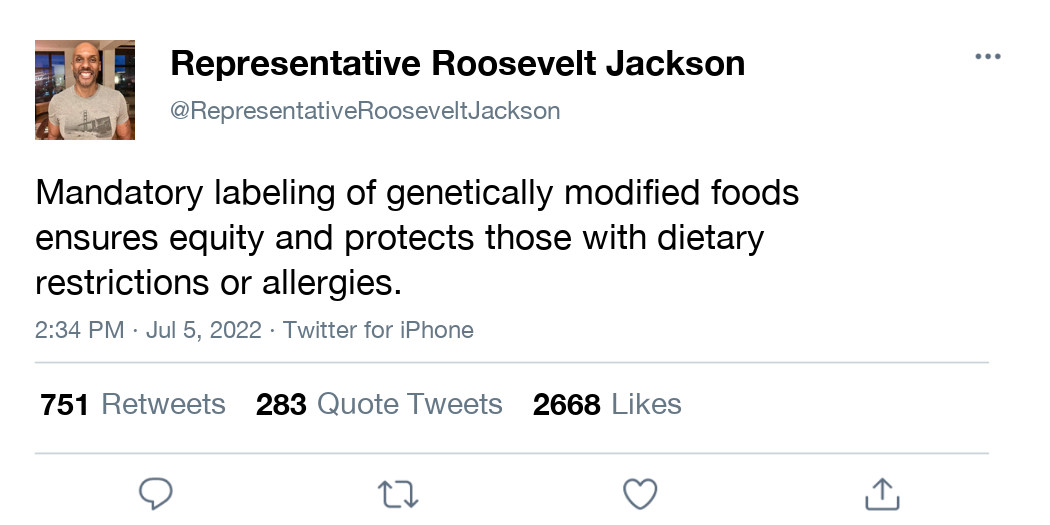 Representative Roosevelt Jackson
@RepresentativeRooseveltJackson
Mandatory labeling of genetically modified foods
ensures equity and protects those with dietary
restrictions or allergies.
2:34 PM · Jul 5, 2022 · Twitter for iPhone
751 Retweets 283 Quote Tweets 2668 Likes